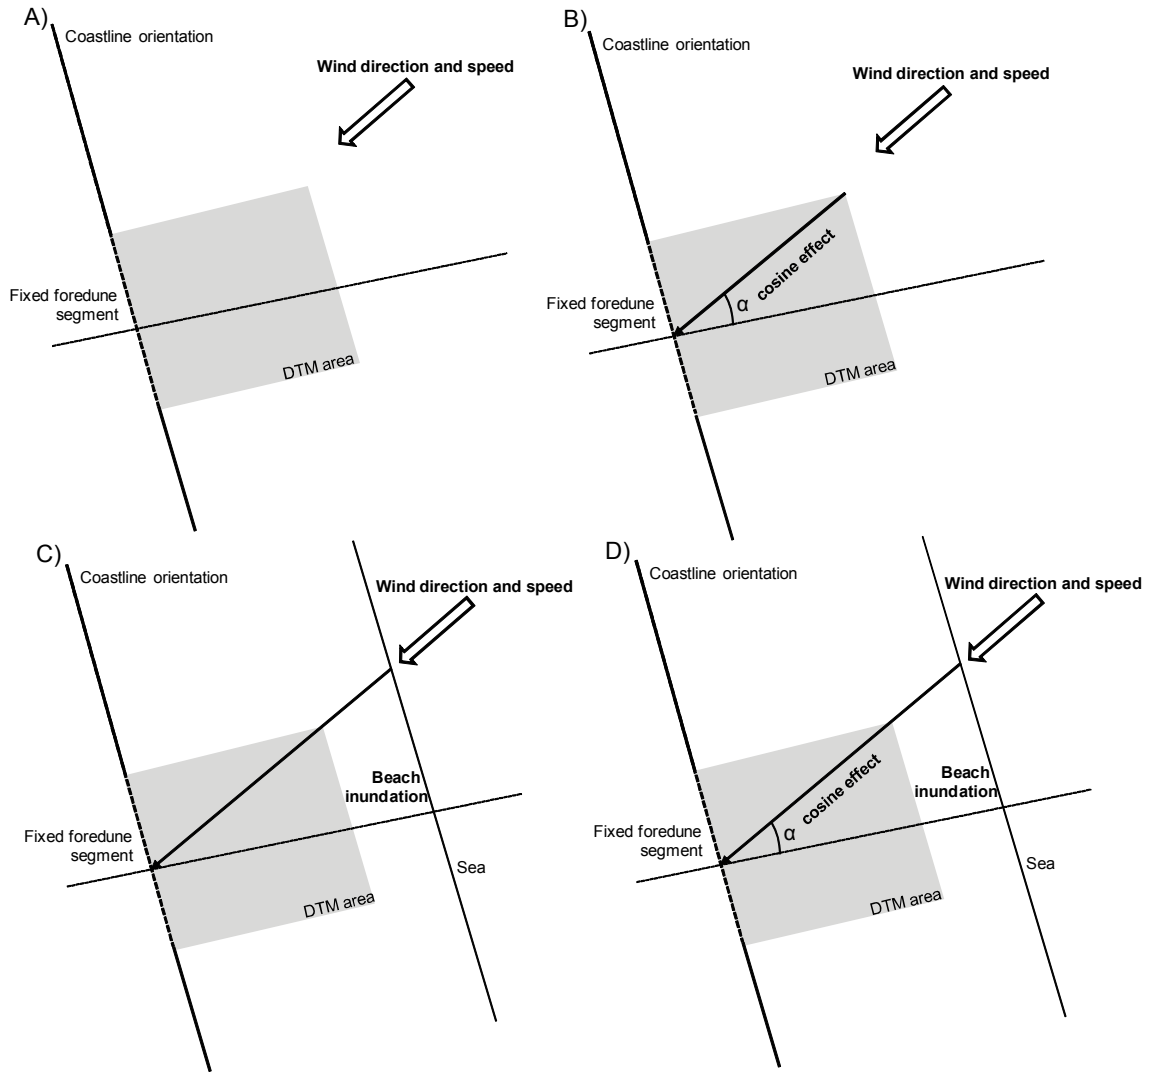 A)
Coastline orientation
Wind direction and speed
Fixed foredune
segment
DTM area
B)
Coastline orientation
Wind direction and speed
cosine effect
α
Fixed foredune
segment
DTM area
C)
Coastline orientation
Wind direction and speed
Beach
inundation
Fixed foredune
segment
Sea
DTM area
D)
Coastline orientation
Wind direction and speed
Beach
inundation
cosine effect
α
Fixed foredune
segment
Sea
DTM area